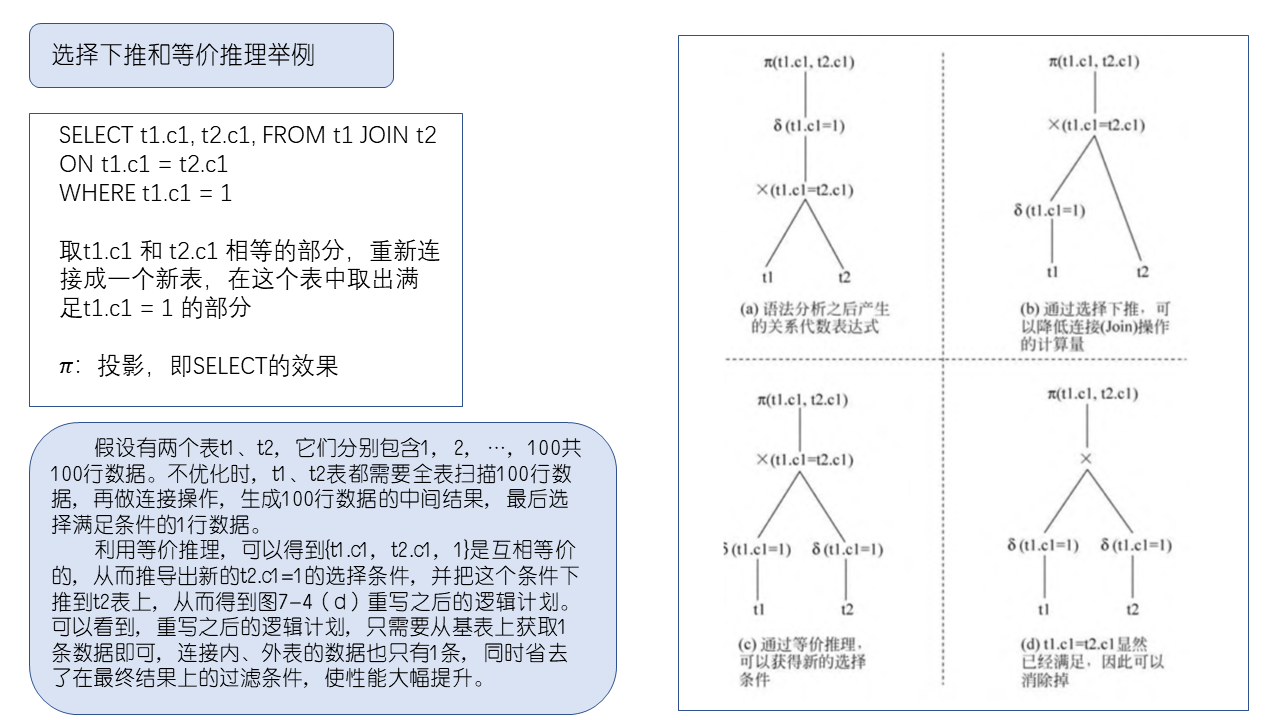 选择下推和等价推理举例
SELECT t1.c1, t2.c1, FROM t1 JOIN t2
ON t1.c1 = t2.c1
WHERE t1.c1 = 1
取t1.c1 和 t2.c1 相等的部分，重新连
接成一个新表，在这个表中取出满
足t1.c1 = 1 的部分
π：投影，即SELECT的效果
假设有两个表t1、t2，它们分别包含1，2，…，100共
100行数据。不优化时，t1、t2表都需要全表扫描100行数
据，再做连接操作，生成100行数据的中间结果，最后选
择满足条件的1行数据。
利用等价推理，可以得到{t1.c1，t2.c1，1}是互相等价
的，从而推导出新的t2.c1=1的选择条件，并把这个条件下
推到t2表上，从而得到图7-4（d）重写之后的逻辑计划。
可以看到，重写之后的逻辑计划，只需要从基表上获取1
条数据即可，连接内、外表的数据也只有1条，同时省去
了在最终结果上的过滤条件，使性能大幅提升。
π(t1.c1, t2.c1)
δ(t1.c1=1)
×(t1.c1=t2.c1)
t1 t2
(a) 语法分析之后产生
的关系代数表达式
π(t1.c1, t2.c1)
×(t1.c1=t2.c1)
δ(t1.c1=1)
t1 t2
(b) 通过选择下推，可
以降低连接(Join)操作
的计算量
π(t1.c1, t2.c1)
×(t1.c1=t2.c1)
δ(t1.c1=1) δ(t2.c1=1)
t1 t2
(c) 通过等价推理，
可以获得新的选择
条件
π(t1.c1, t2.c1)
×
δ(t1.c1=1) δ(t1.c1=1)
t1 t2
(d) t1.c1=t2.c1显然
已经满足，因此可以
消除掉